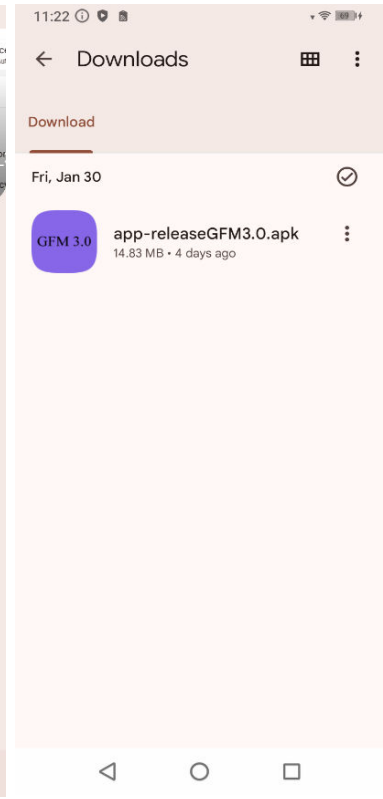 11:22
Downloads
Download
Fri, Jan 30
GFM 3.0
app-releaseGFM3.0.apk
14.83 MB • 4 days ago